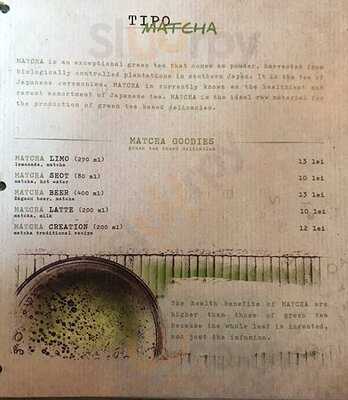 TIPO
MATCHA
MATCHA is an exceptional green tea that comes as powder, harvested from
biologically controlled plantations in southern Japan. It is the tea of
Japanese ceremonies. MATCHA is currently known as the healthiest and
rarest assortment of Japanese tea. MATCHA is the ideal raw material for
the production of green tea based delicacies.
MATCHA GOODIES
green tea based delicacies
MATCHA LIMO (270 ml) 13 lei
lemonade, matcha
MATCHA SHOT (80 ml) 10 lei
matcha, hot water
MATCHA BEER (400 ml) 13 lei
beer, matcha
MATCHA LATTE (200 ml) 10 lei
matcha, milk
MATCHA CREATION (200 ml) 12 lei
matcha traditional recipe
The health benefits of MATCHA are
higher than those of green tea
because the whole leaf is ingested,
not just the infusion.